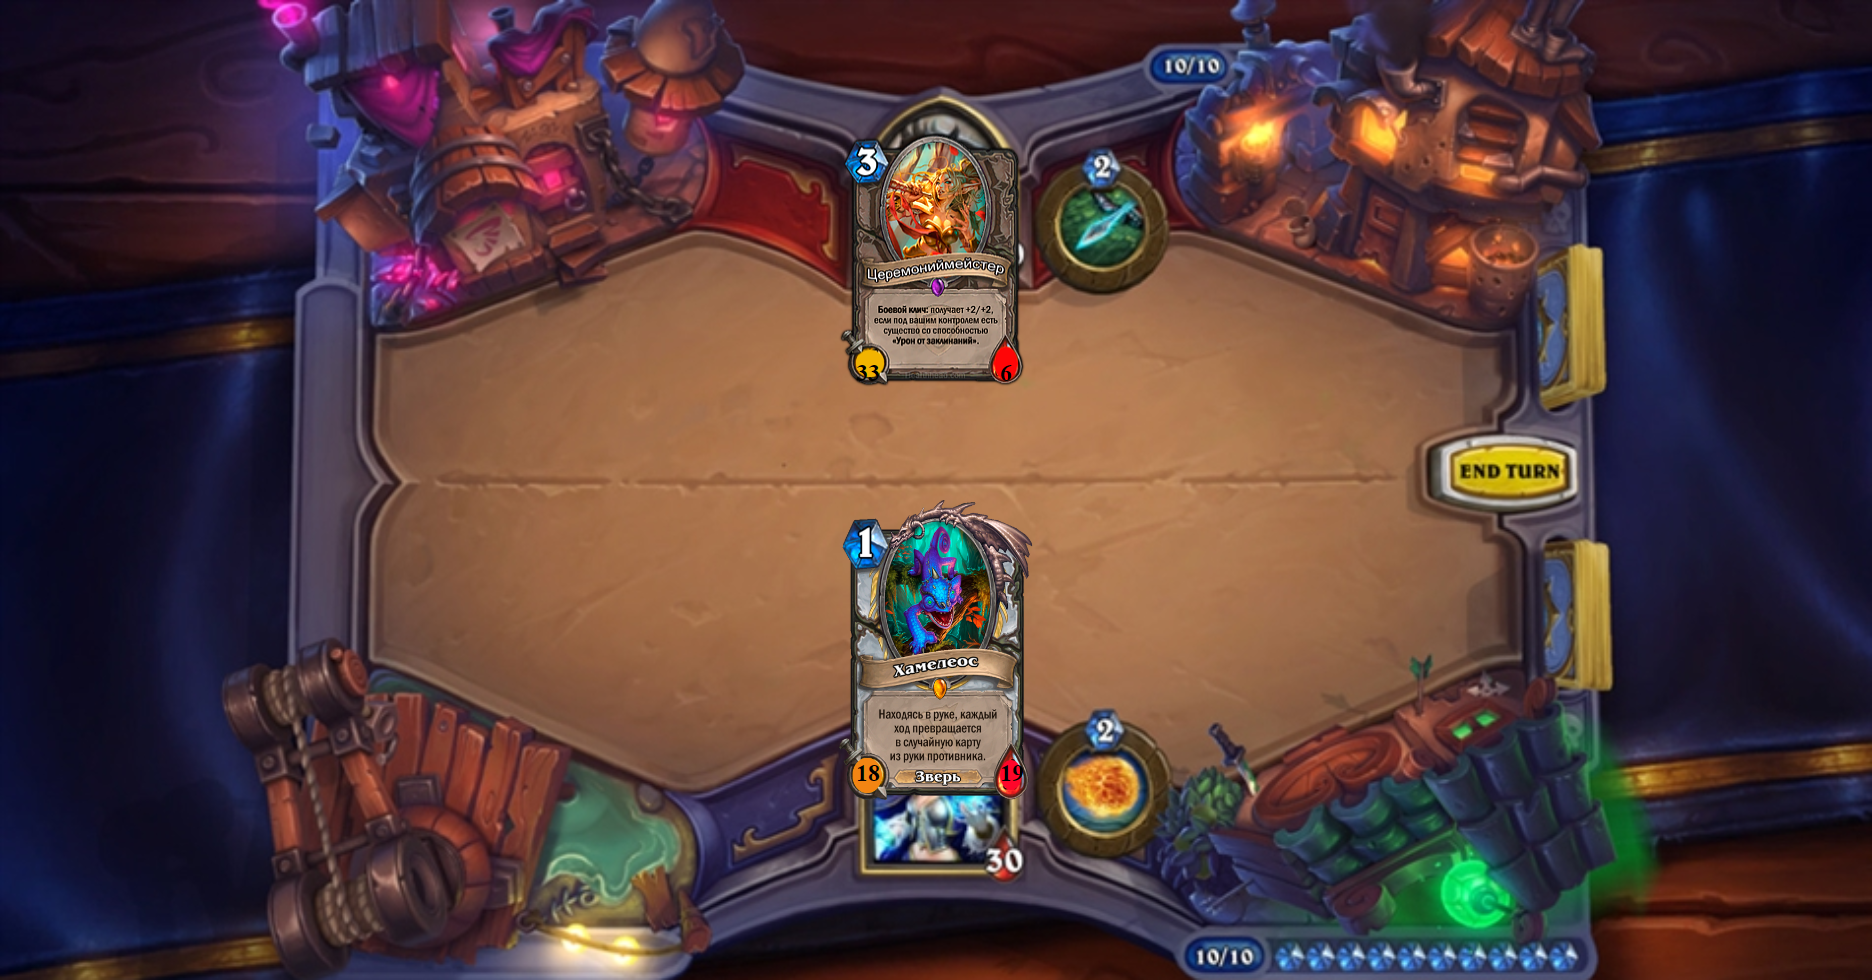 10/10
3
2
Церемониймейстер
Боевой клич: получает +2/+2,
если под вашим контролем есть
существо со способностью
«Урон от заклинаний».
33
6
END TURN
1
Хамелеос
Находясь в руке, каждый
ход превращается
в случайную карту
из руки противника.
2
18
Зверь
19
30
10/10